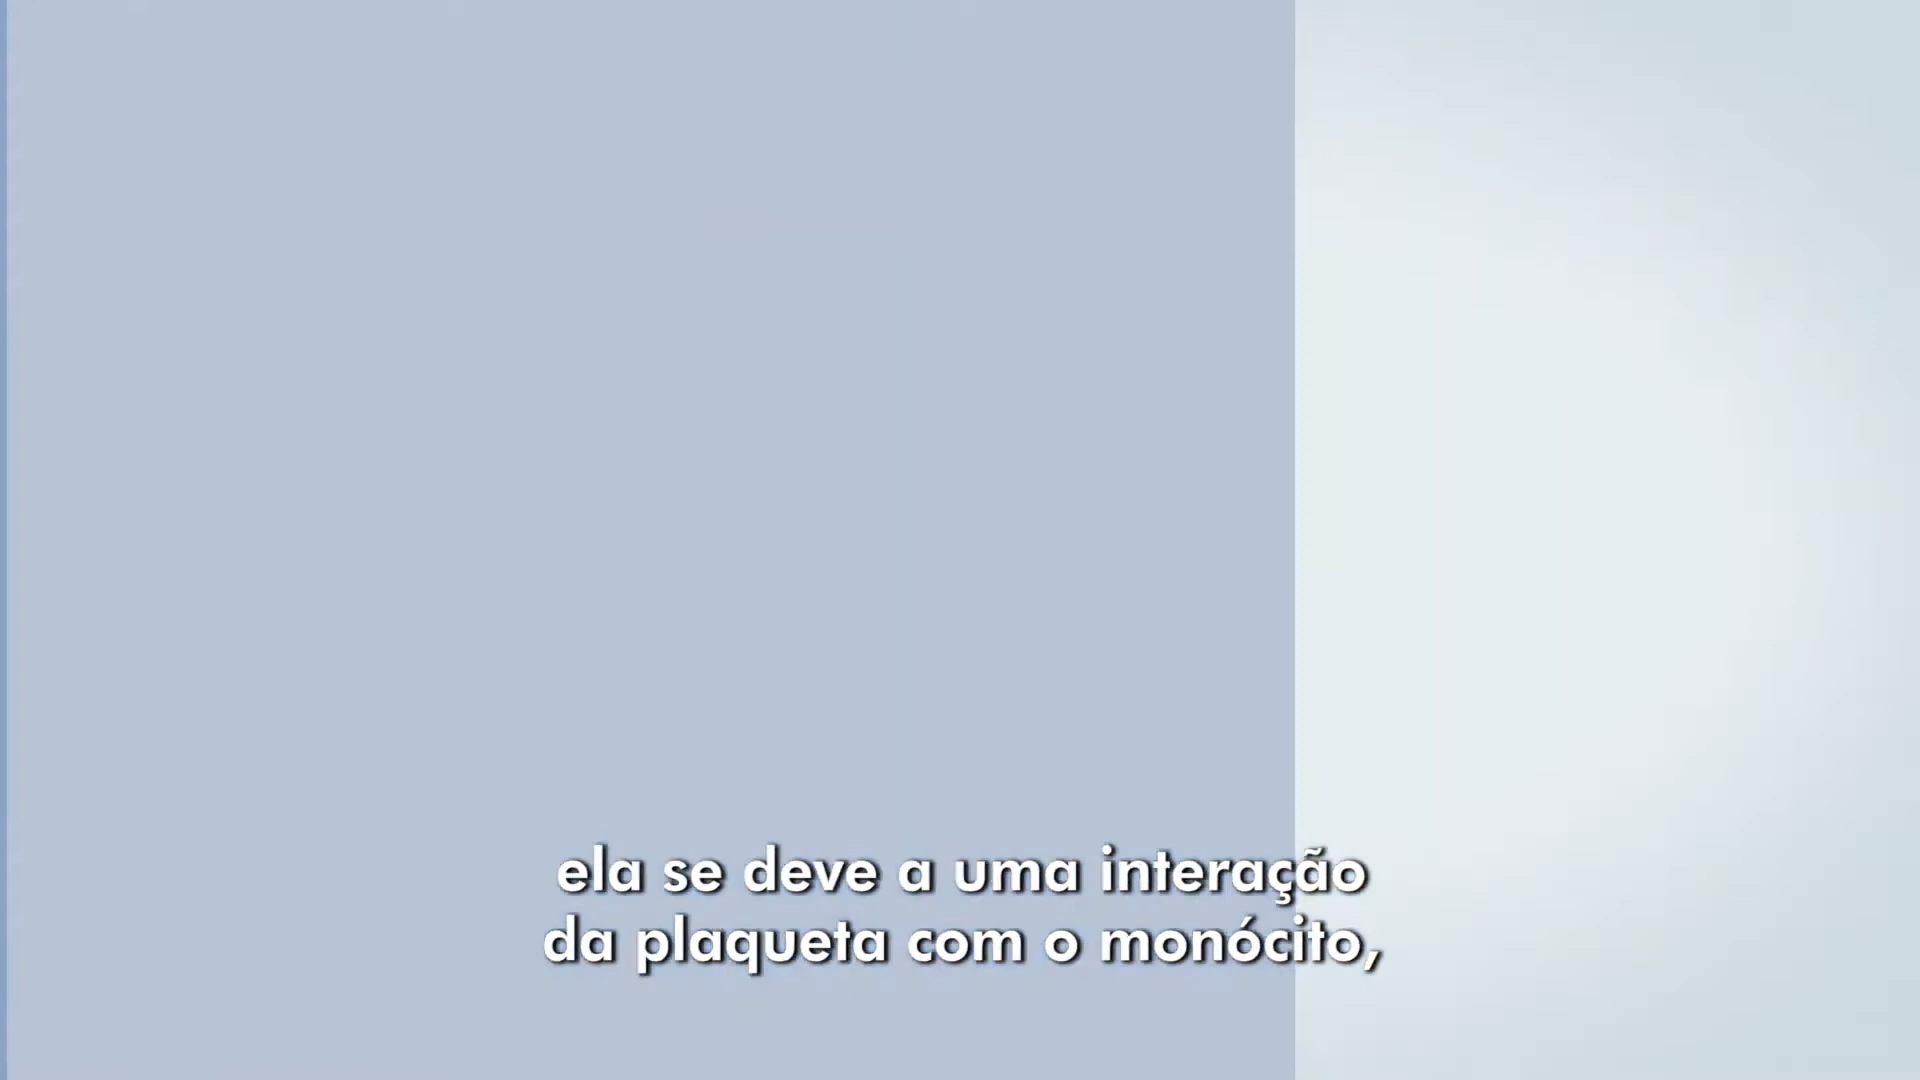 ela se deve a uma interação
da plaqueta com o monócito,